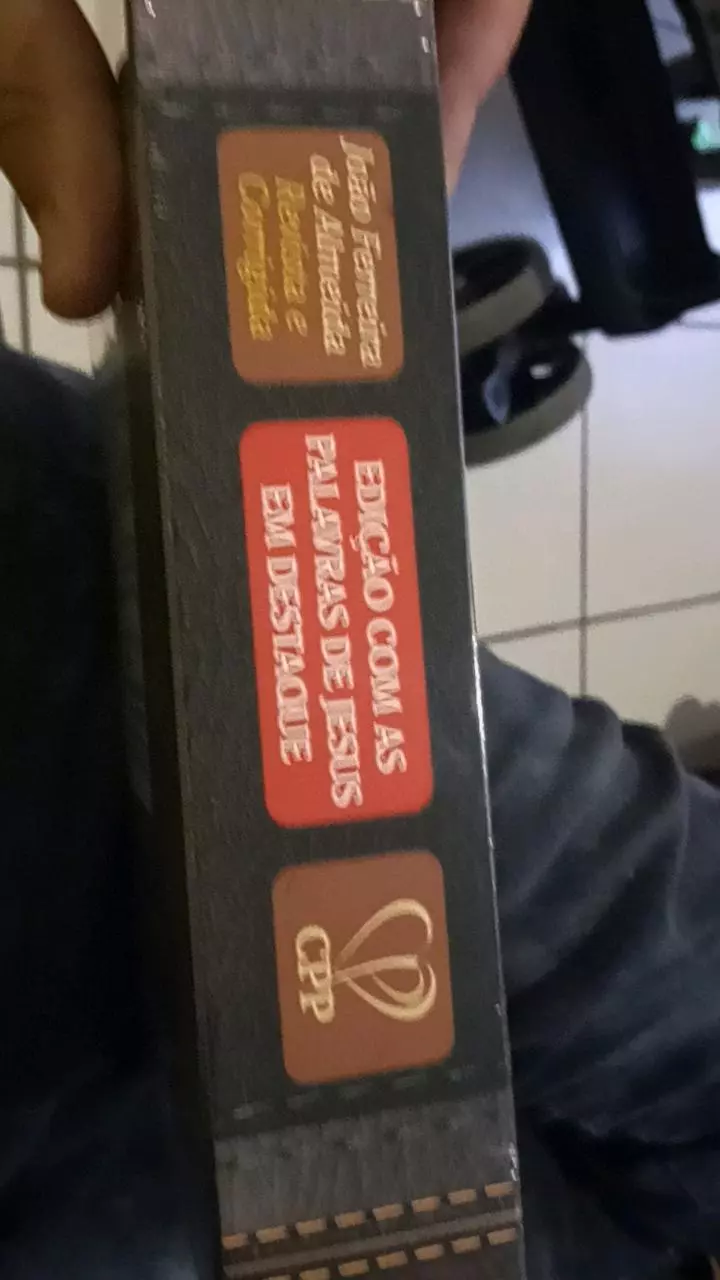 João Ferreira
de Almeida
Revista e
Corrigida
EDIÇÃO COM AS
PALAVRAS DE JESUS
EM DESTAQUE
CPP